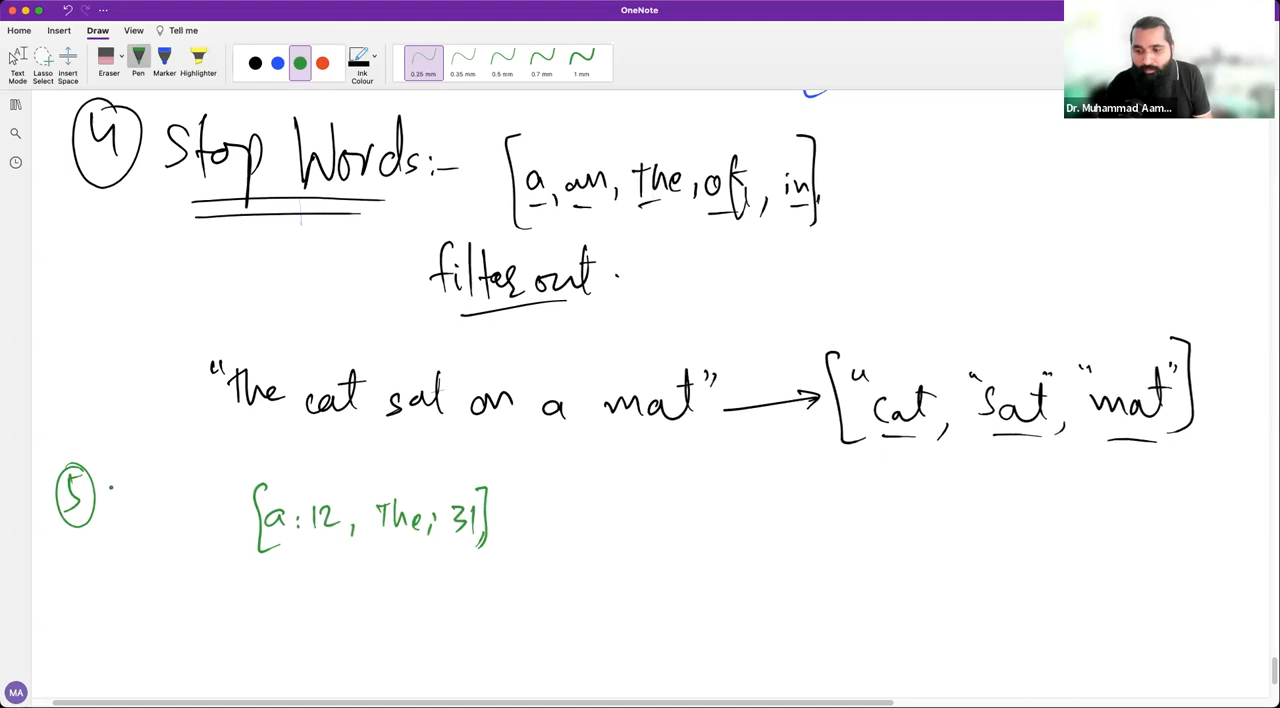 OneNote
Home Insert Draw View Tell me
Text Mode Lasso Select Insert Space Eraser Pen Marker Highlighter Ink Colour 0.25 mm 0.35 mm 0.5 mm 0.7 mm 1 mm
Dr. Muhammad Aam...
4 Stop Words:- [a, an, the, of, in],
filter out.
"the cat sat on a mat" → ["cat, "sat", "mat"]
5 [a:12, The; 31]
MA